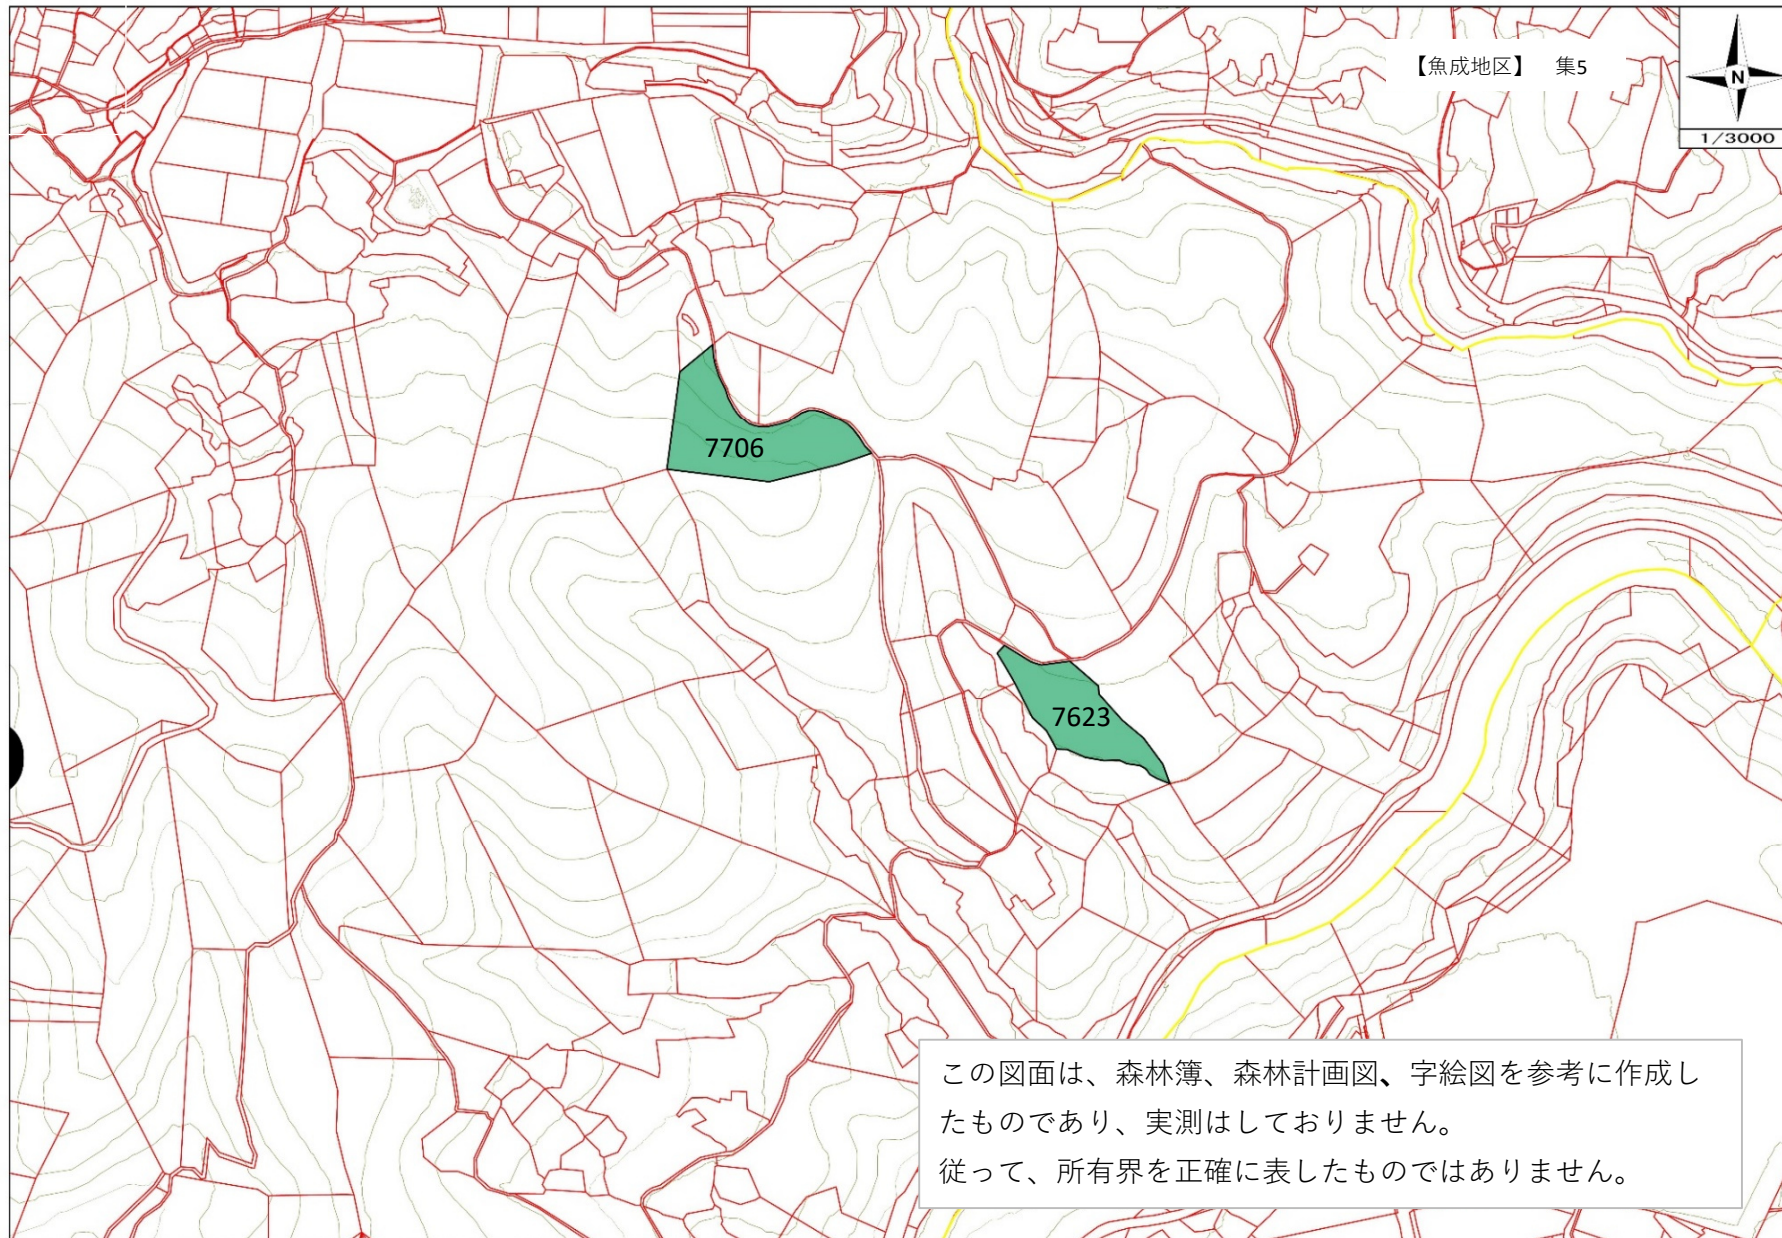 【魚成地区】　集5
N
1/3000
7706
7623
この図面は、森林簿、森林計画図、字絵図を参考に作成し
たものであり、実測はしておりません。
従って、所有界を正確に表したものではありません。